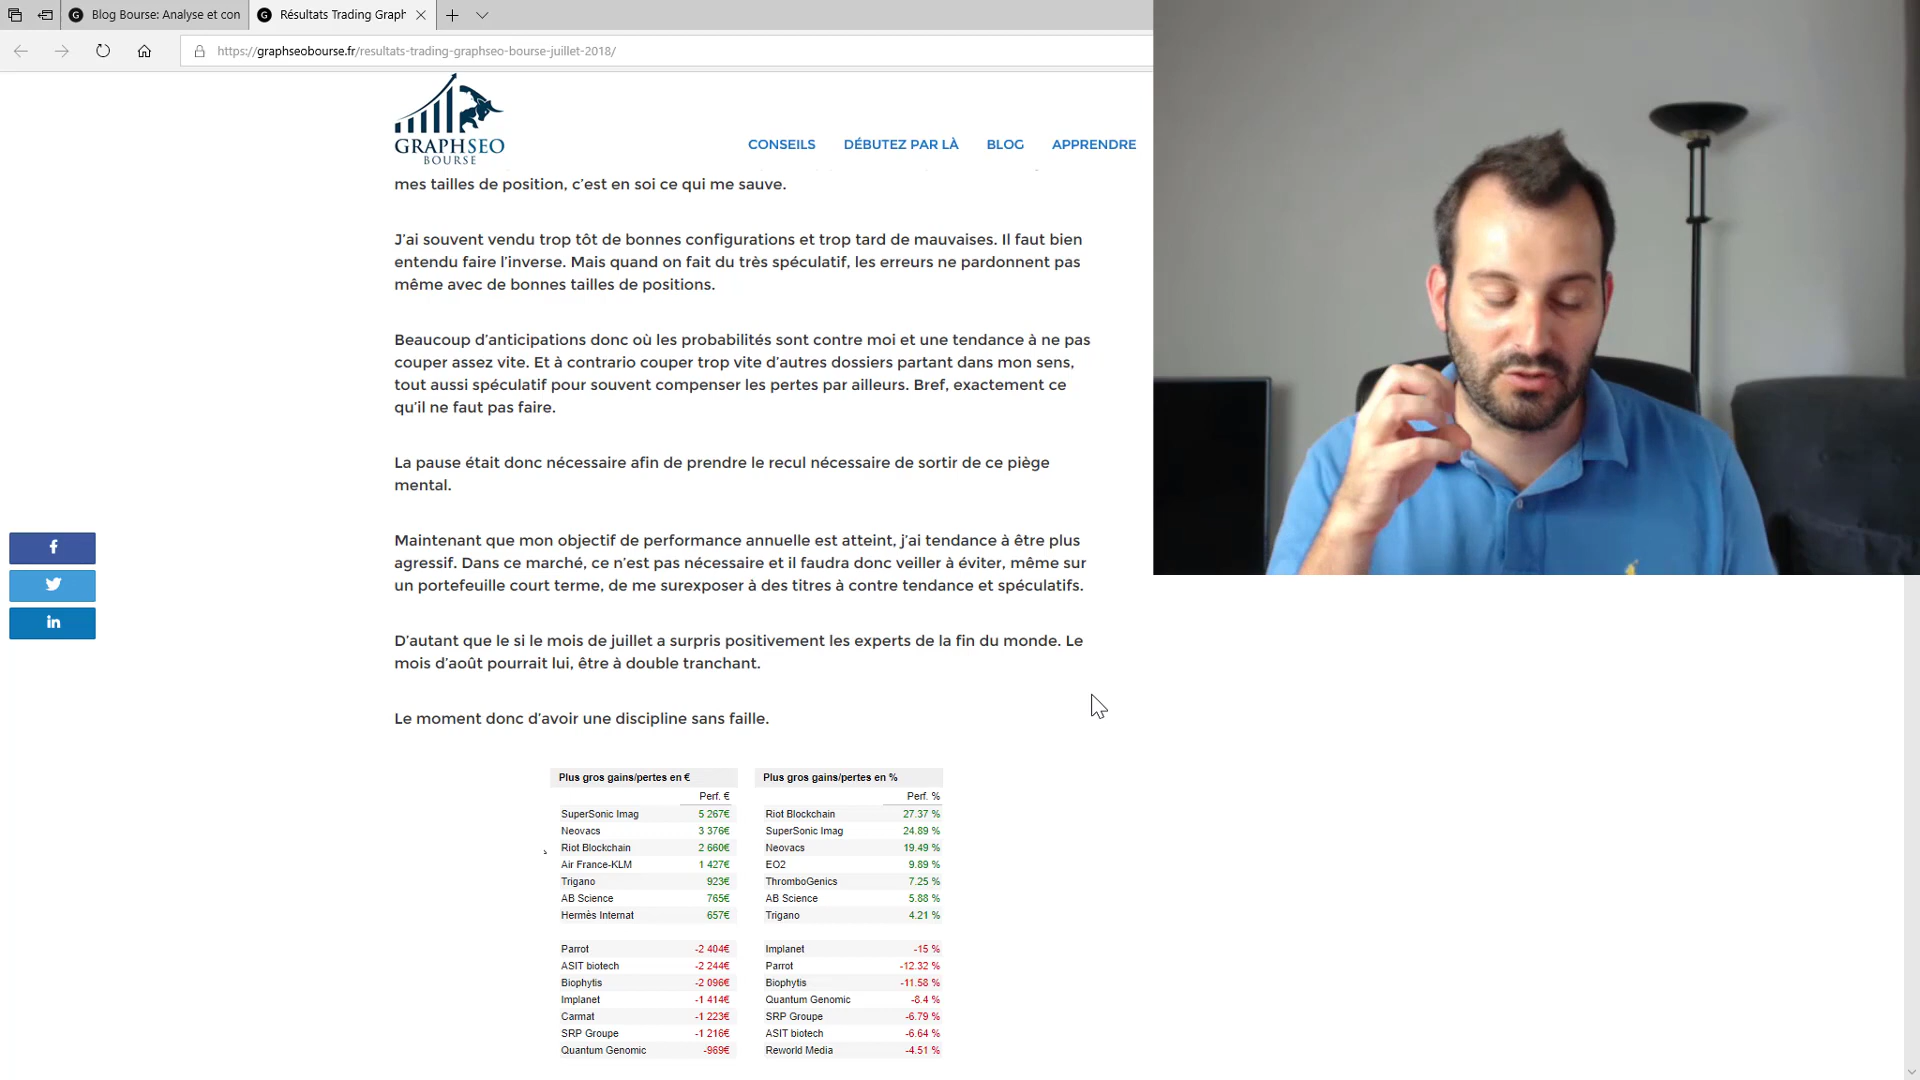 Blog Bourse: Analyse et con
Résultats Trading Graph
https://graphseobourse.fr/resultats-trading-graphseo-bourse-juillet-2018/
GRAPHSEO
BOURSE
CONSEILS
DÉBUTEZ PAR LÀ
BLOG
APPRENDRE
mes tailles de position, c’est en soi ce qui me sauve.
J’ai souvent vendu trop tôt de bonnes configurations et trop tard de mauvaises. Il faut bien
entendu faire l’inverse. Mais quand on fait du très spéculatif, les erreurs ne pardonnent pas
même avec de bonnes tailles de positions.
Beaucoup d’anticipations donc où les probabilités sont contre moi et une tendance à ne pas
couper assez vite. Et à contrario couper trop vite d’autres dossiers partant dans mon sens,
tout aussi spéculatif pour souvent compenser les pertes par ailleurs. Bref, exactement ce
qu’il ne faut pas faire.
La pause était donc nécessaire afin de prendre le recul nécessaire de sortir de ce piège
mental.
Maintenant que mon objectif de performance annuelle est atteint, j’ai tendance à être plus
agressif. Dans ce marché, ce n’est pas nécessaire et il faudra donc veiller à éviter, même sur
un portefeuille court terme, de me surexposer à des titres à contre tendance et spéculatifs.
D’autant que le si le mois de juillet a surpris positivement les experts de la fin du monde. Le
mois d’août pourrait lui, être à double tranchant.
Le moment donc d’avoir une discipline sans faille.
Plus gros gains/pertes en €
Perf. €
SuperSonic Imag 5 267€
Neovacs 3 376€
Riot Blockchain 2 660€
Air France-KLM 1 427€
Trigano 923€
AB Science 765€
Hermès Internat 657€
Parrot -2 404€
ASIT biotech -2 244€
Biophytis -2 096€
Implanet -1 414€
Carmat -1 223€
SRP Groupe -1 216€
Quantum Genomic -969€
Plus gros gains/pertes en %
Perf. %
Riot Blockchain 27.37 %
SuperSonic Imag 24.89 %
Neovacs 19.49 %
EO2 9.89 %
ThromboGenics 7.25 %
AB Science 5.88 %
Trigano 4.21 %
Implanet -15 %
Parrot -12.32 %
Biophytis -11.58 %
Quantum Genomic -8.4 %
SRP Groupe -6.79 %
ASIT biotech -6.64 %
Reworld Media -4.51 %